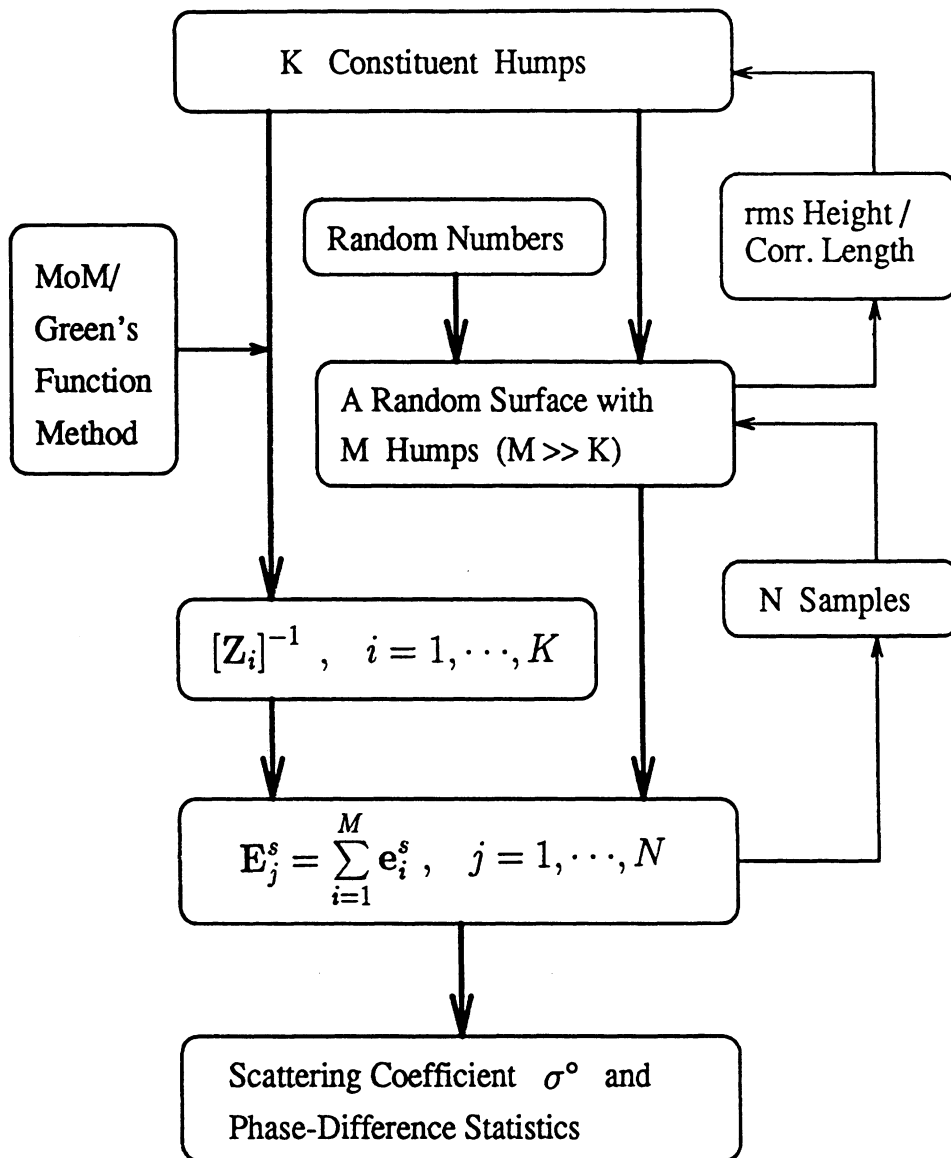 K Constituent Humps
rms Height /
Corr. Length
Random Numbers
MoM/
Green's
Function
Method
A Random Surface with
M Humps (M >> K)
N Samples
[Z_i]^{-1} , i = 1, ⋯, K
E_j^s = \sum_{i=1}^{M} e_i^s , j = 1, ⋯, N
Scattering Coefficient σ° and
Phase-Difference Statistics